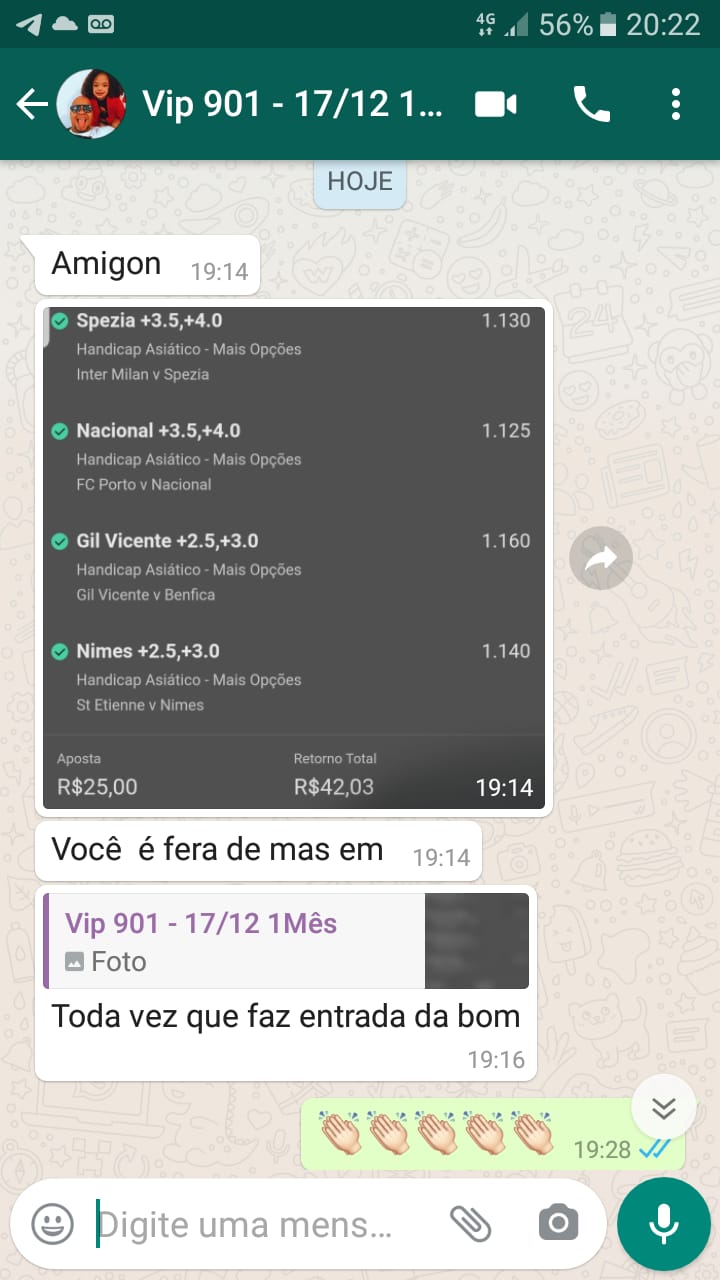 4G 56% 20:22
Vip 901 - 17/12 1...
HOJE
Amigon 19:14
Spezia +3.5,+4.0 1.130
Handicap Asiático - Mais Opções
Inter Milan v Spezia
Nacional +3.5,+4.0 1.125
Handicap Asiático - Mais Opções
FC Porto v Nacional
Gil Vicente +2.5,+3.0 1.160
Handicap Asiático - Mais Opções
Gil Vicente v Benfica
Nimes +2.5,+3.0 1.140
Handicap Asiático - Mais Opções
St Etienne v Nimes
Aposta Retorno Total
R$25,00 R$42,03 19:14
Você é fera de mas em 19:14
Vip 901 - 17/12 1Mês
Foto
Toda vez que faz entrada da bom
19:16
👏🏻👏🏻👏🏻👏🏻👏🏻 19:28
Digite uma mens...